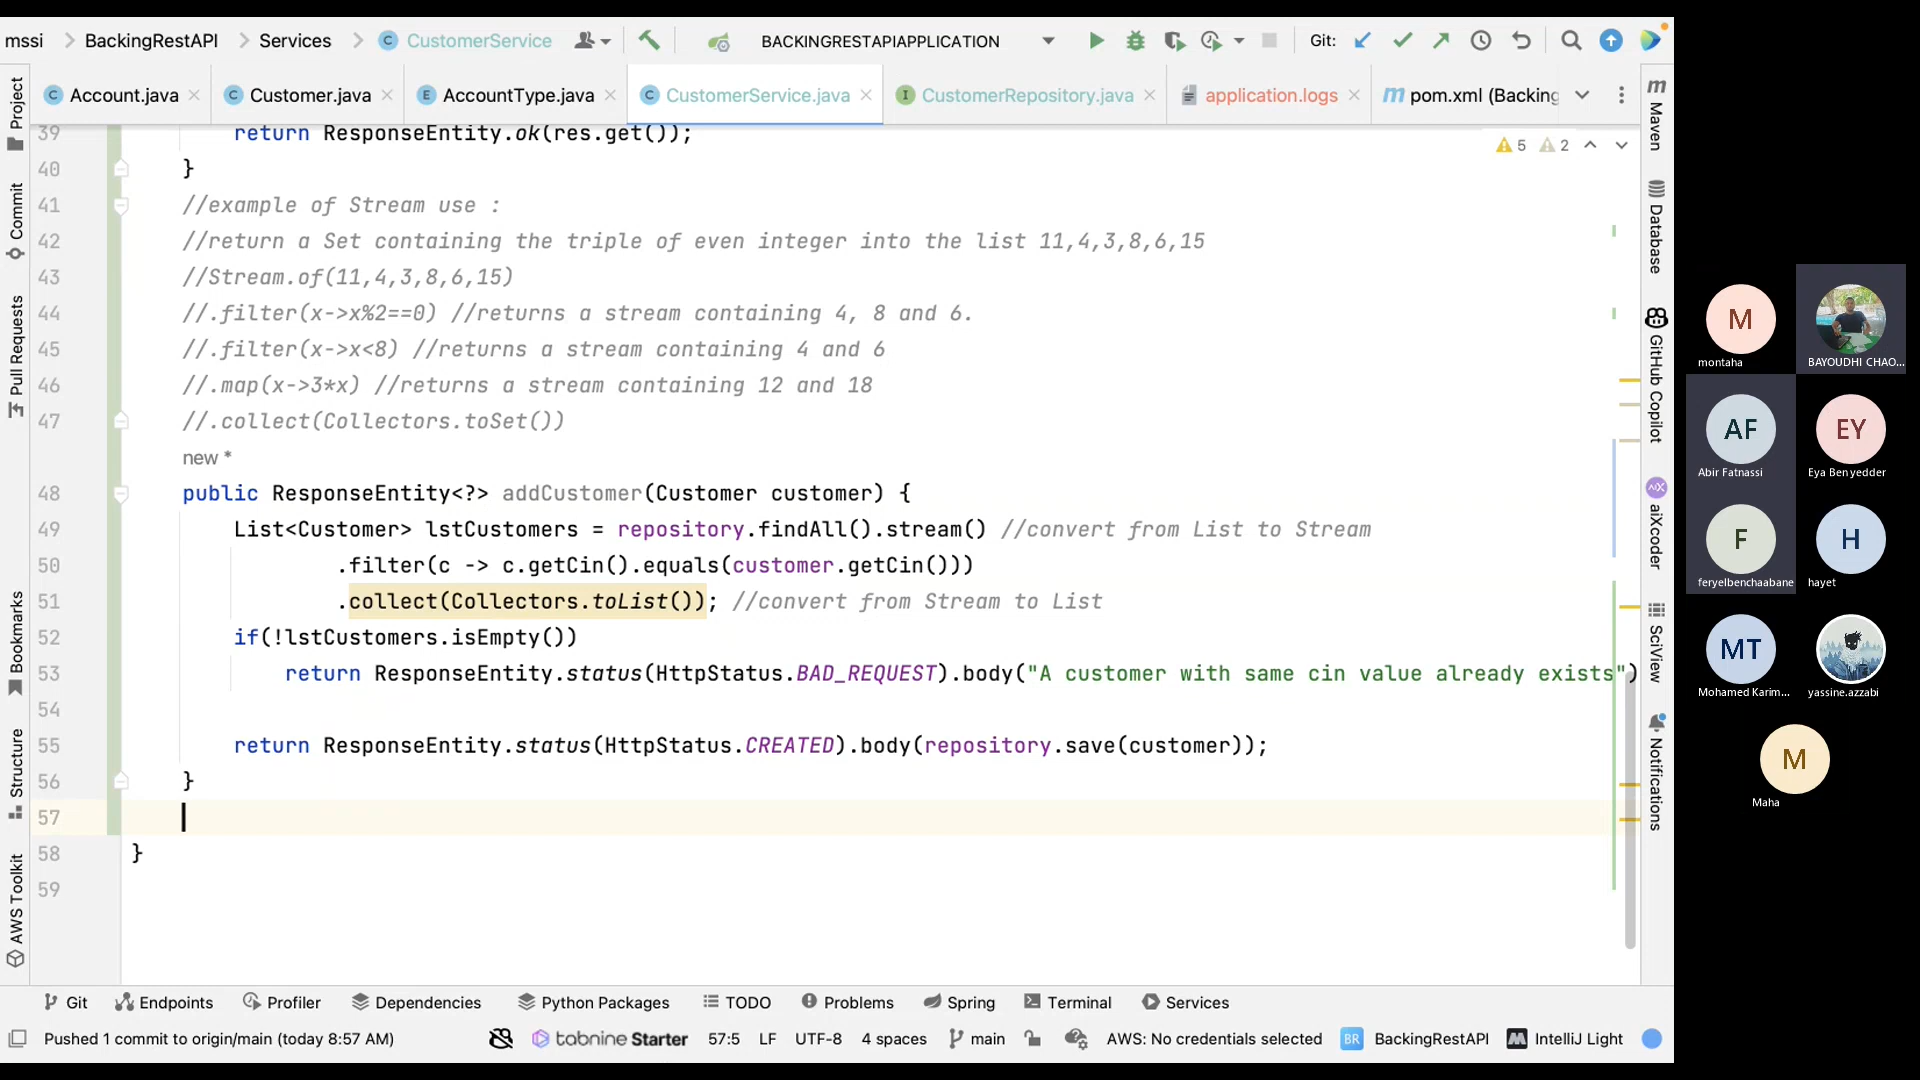 mssi BackingRestAPI Services CustomerService BACKINGRESTAPIAPPLICATION Git:
Account.java Customer.java AccountType.java CustomerService.java CustomerRepository.java application.logs pom.xml (Backing
39 return ResponseEntity.ok(res.get());
5 2
40 }
41 //example of Stream use :
42 //return a Set containing the triple of even integer into the list 11,4,3,8,6,15
43 //Stream.of(11,4,3,8,6,15)
44 //.filter(x->x%2==0) //returns a stream containing 4, 8 and 6.
45 //.filter(x->x<8) //returns a stream containing 4 and 6
46 //.map(x->3*x) //returns a stream containing 12 and 18
47 //.collect(Collectors.toSet())
new *
48 public ResponseEntity<?> addCustomer(Customer customer) {
49 List<Customer> lstCustomers = repository.findAll().stream() //convert from List to Stream
50 .filter(c -> c.getCin().equals(customer.getCin()))
51 .collect(Collectors.toList()); //convert from Stream to List
52 if(!lstCustomers.isEmpty())
53 return ResponseEntity.status(HttpStatus.BAD_REQUEST).body("A customer with same cin value already exists")
54
55 return ResponseEntity.status(HttpStatus.CREATED).body(repository.save(customer));
56 }
57
58 }
59
Project
Commit
Pull Requests
Bookmarks
Structure
AWS Toolkit
Maven
Database
GitHub Copilot
aiXcoder
SciView
Notifications
Git Endpoints Profiler Dependencies Python Packages TODO Problems Spring Terminal Services
Pushed 1 commit to origin/main (today 8:57 AM) tabnine Starter 57:5 LF UTF-8 4 spaces main AWS: No credentials selected BR BackingRestAPI IntelliJ Light
M
montaha
BAYOUDHI CHAO...
AF
Abir Fatnassi
EY
Eya Ben yedder
F
feryelbenchaabane
H
hayet
MT
Mohamed Karim...
yassine.azzabi
M
Maha